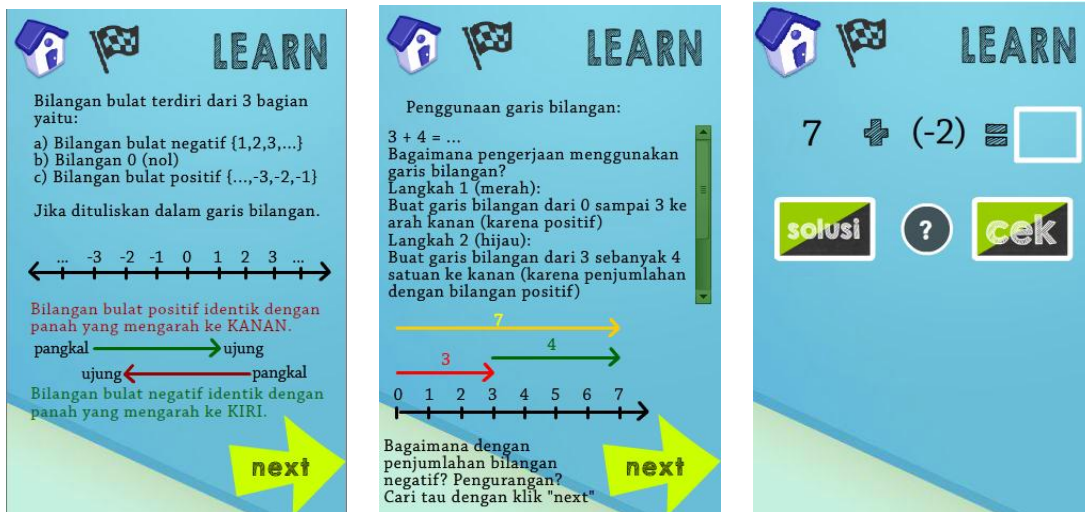 LEARN
Bilangan bulat terdiri dari 3 bagian
yaitu:
a) Bilangan bulat negatif {1,2,3,...}
b) Bilangan 0 (nol)
c) Bilangan bulat positif {...,-3,-2,-1}
Jika dituliskan dalam garis bilangan.
... -3 -2 -1 0 1 2 3 ...
Bilangan bulat positif identik dengan
panah yang mengarah ke KANAN.
pangkal ujung
ujung pangkal
Bilangan bulat negatif identik dengan
panah yang mengarah ke KIRI.
next
LEARN
Penggunaan garis bilangan:
3 + 4 = ...
Bagaimana pengerjaan menggunakan
garis bilangan?
Langkah 1 (merah):
Buat garis bilangan dari 0 sampai 3 ke
arah kanan (karena positif)
Langkah 2 (hijau):
Buat garis bilangan dari 3 sebanyak 4
satuan ke kanan (karena penjumlahan
dengan bilangan positif)
7
4
3
0 1 2 3 4 5 6 7
Bagaimana dengan
penjumlahan bilangan
negatif? Pengurangan?
Cari tau dengan klik "next"
next
LEARN
7 + (-2) =
solusi ? cek